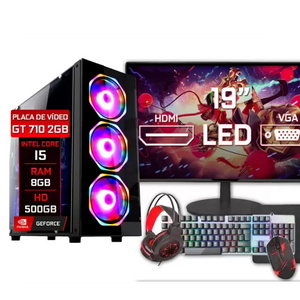 PLACA DE VÍDEO
GT 710 2GB
INTEL CORE
I5
RAM
8GB
HD
500GB
GEFORCE
19”
HDMI
VGA
LED